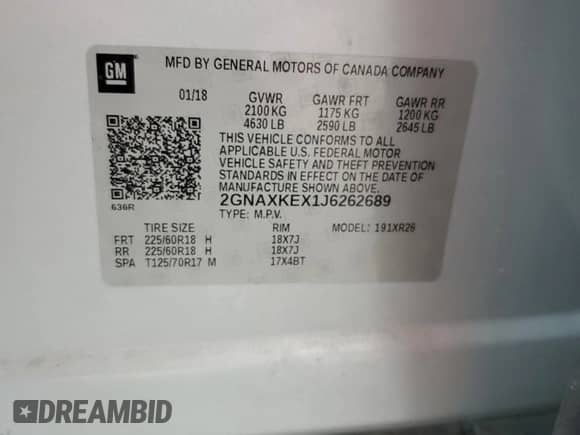 GM
MFD BY GENERAL MOTORS OF CANADA COMPANY
01/18 GVWR GAWR FRT GAWR RR
2100 KG 1175 KG 1200 KG
4630 LB 2590 LB 2645 LB
THIS VEHICLE CONFORMS TO ALL
APPLICABLE U.S. FEDERAL MOTOR
VEHICLE SAFETY AND THEFT PREVENTION
STANDARDS IN EFFECT ON THE DATE OF
MANUFACTURE SHOWN ABOVE.
636R
2GNAXKEX1J6262689
TYPE: M.P.V. 191XR26
TIRE SIZE RIM
FRT 225/60R18 H 18X7J
RR 225/60R18 H 18X7J
SPA T125/70R17 M 17X4BT
DREAMBID